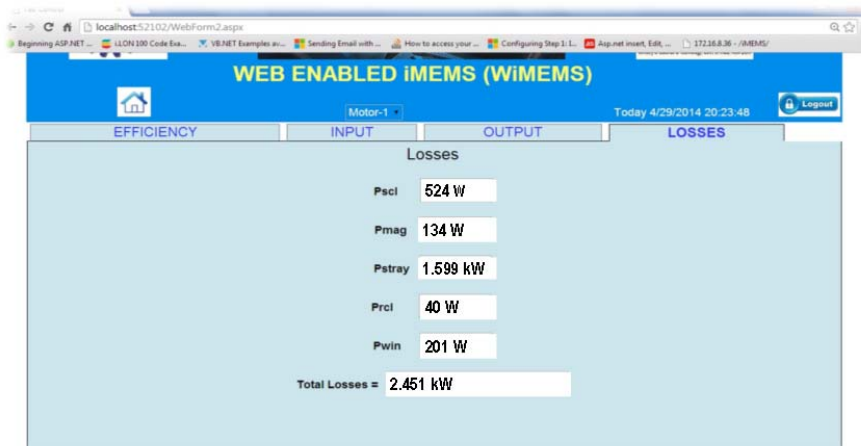 localhost:52102/WebForm2.aspx
Beginning ASP.NET ... i.LON 100 Code Exa... VB.NET Examples av... Sending Email with ... How to access your ... Configuring Step 1: I... Asp.net insert, Edit, ... 172.16.8.36 - /iMEMS/
WEB ENABLED iMEMS (WiMEMS)
Motor-1 Today 4/29/2014 20:23:48 Logout
EFFICIENCY INPUT OUTPUT LOSSES
Losses
Pscl 524 W
Pmag 134 W
Pstray 1.599 kW
Prcl 40 W
Pwin 201 W
Total Losses = 2.451 kW